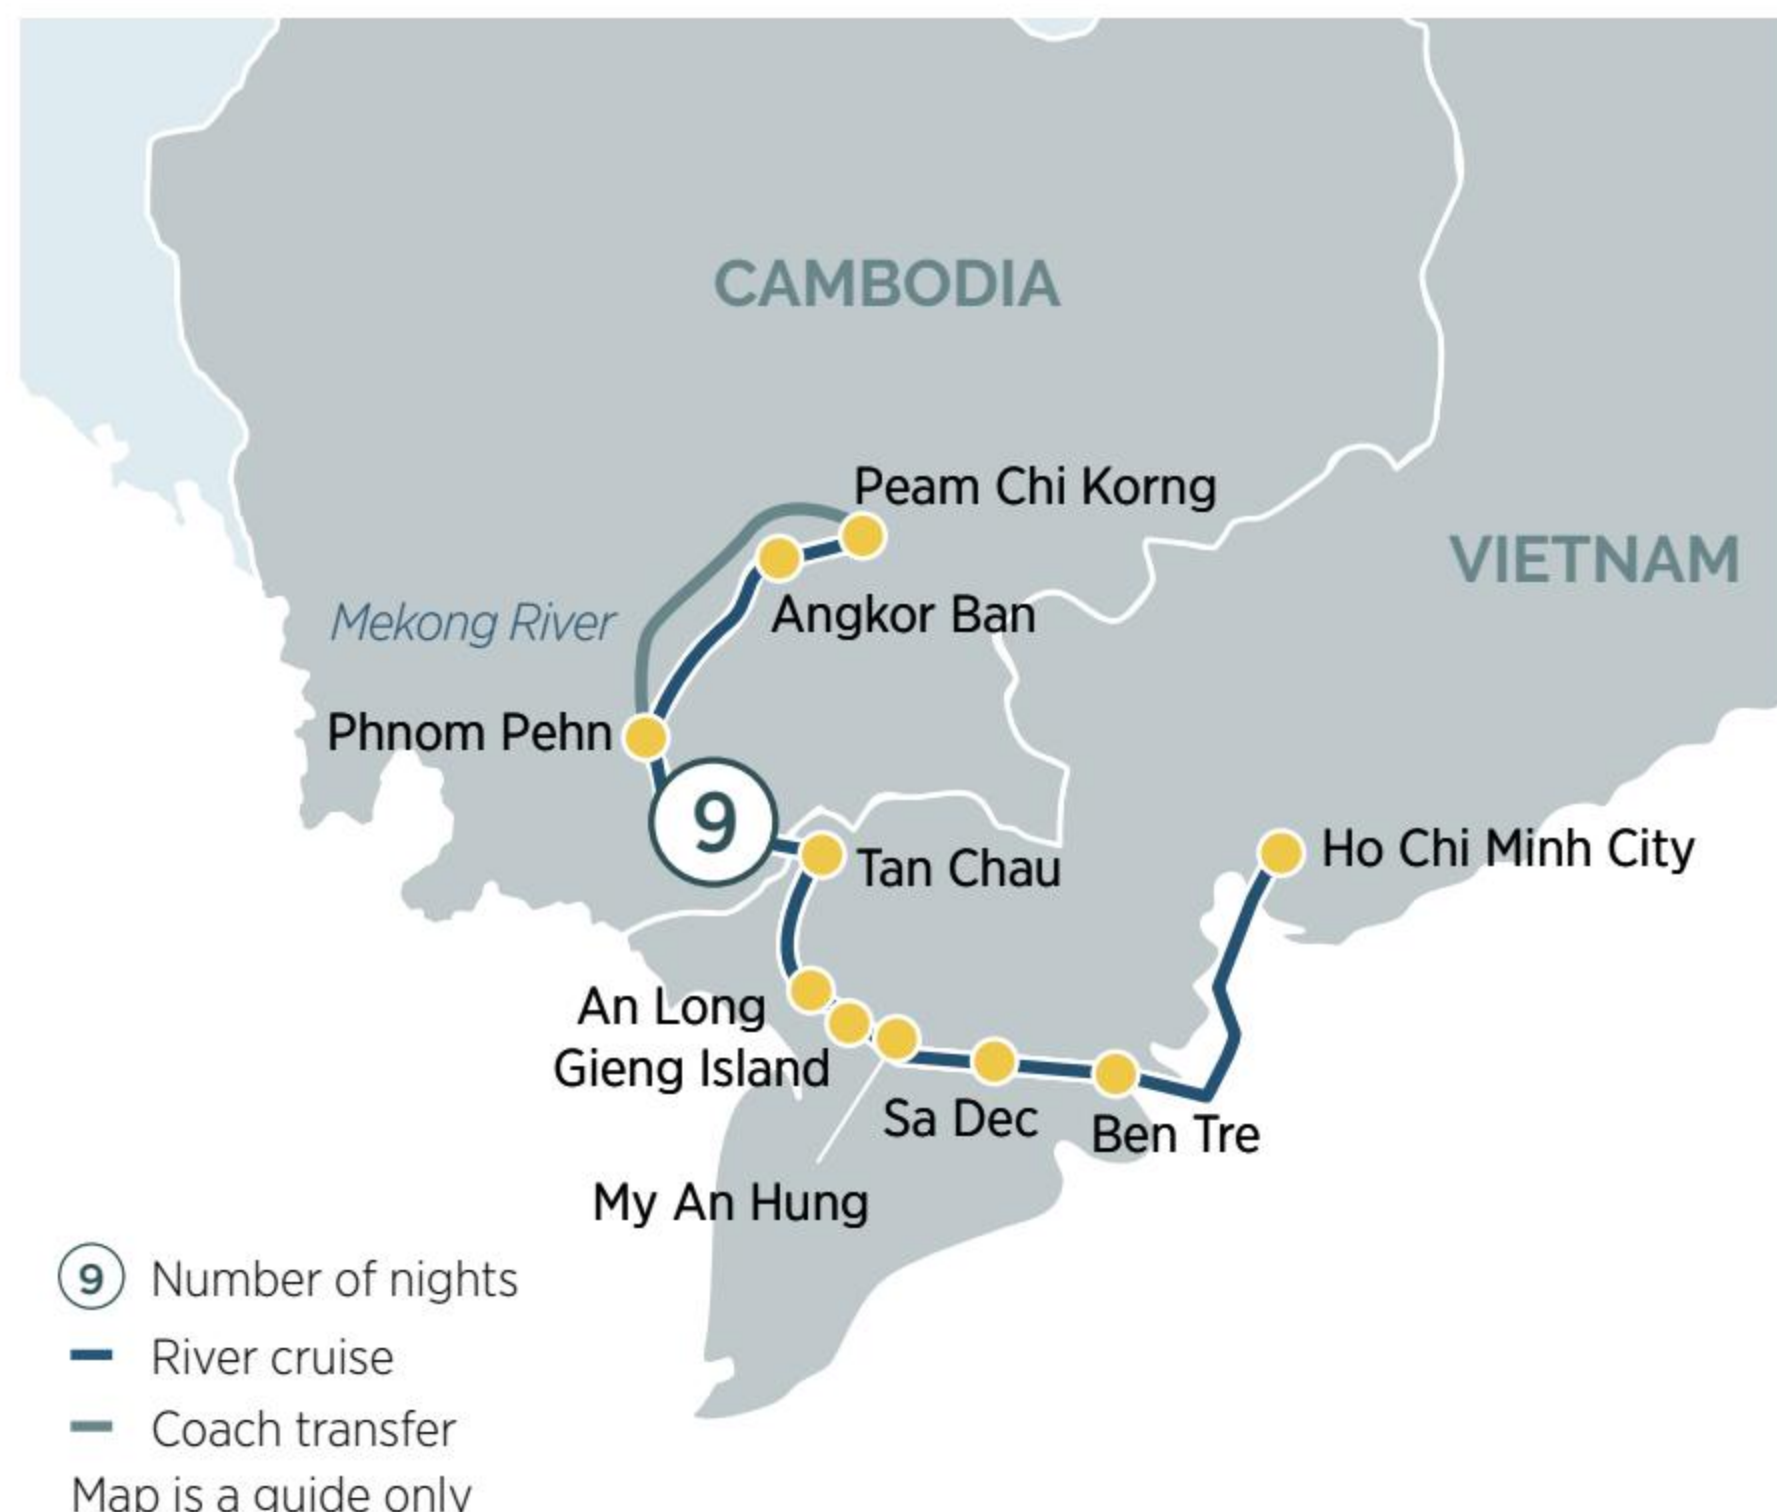 CAMBODIA
Peam Chi Korng
VIETNAM
Mekong River
Angkor Ban
Phnom Pehn
9
Tan Chau
Ho Chi Minh City
An Long
Gieng Island
Sa Dec
Ben Tre
My An Hung
9 Number of nights
River cruise
Coach transfer
Map is a guide only